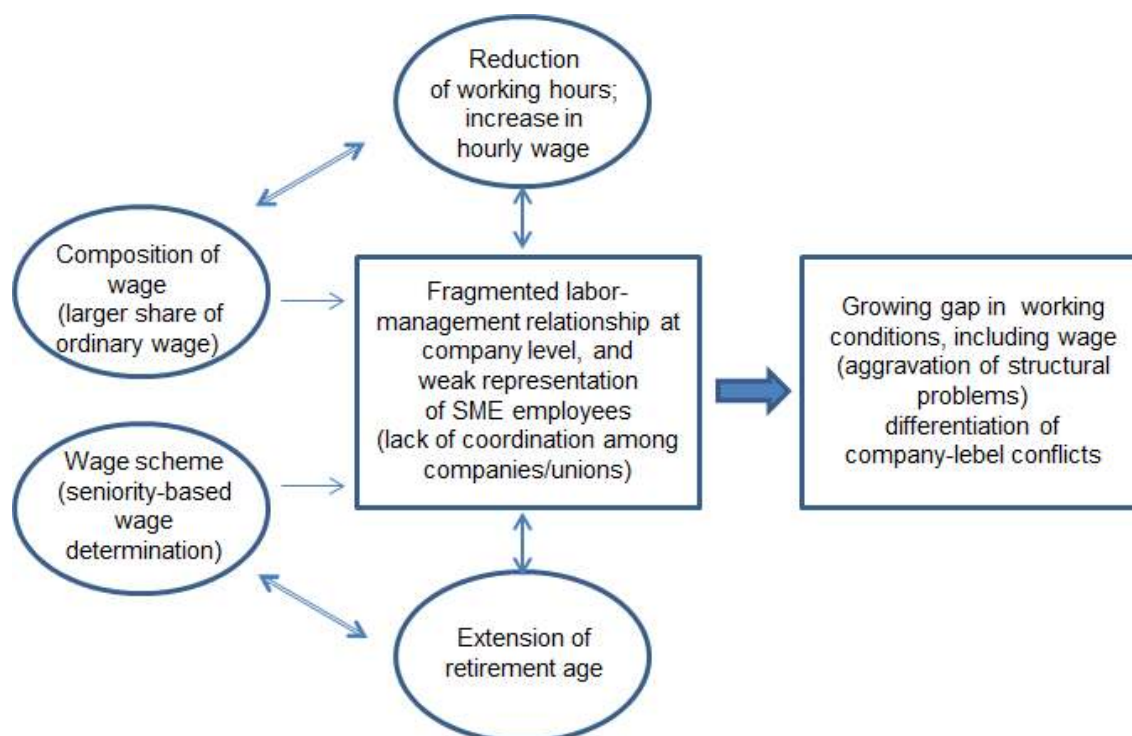 Reduction
of working hours;
increase in
hourly wage
Composition of
wage
(larger share of
ordinary wage)
Wage scheme
(seniority-based
wage
determination)
Fragmented labor-
management relationship at
company level, and
weak representation
of SME employees
(lack of coordination among
companies/unions)
Growing gap in working
conditions, including wage
(aggravation of structural
problems)
differentiation of
company-lebel conflicts
Extension of
retirement age